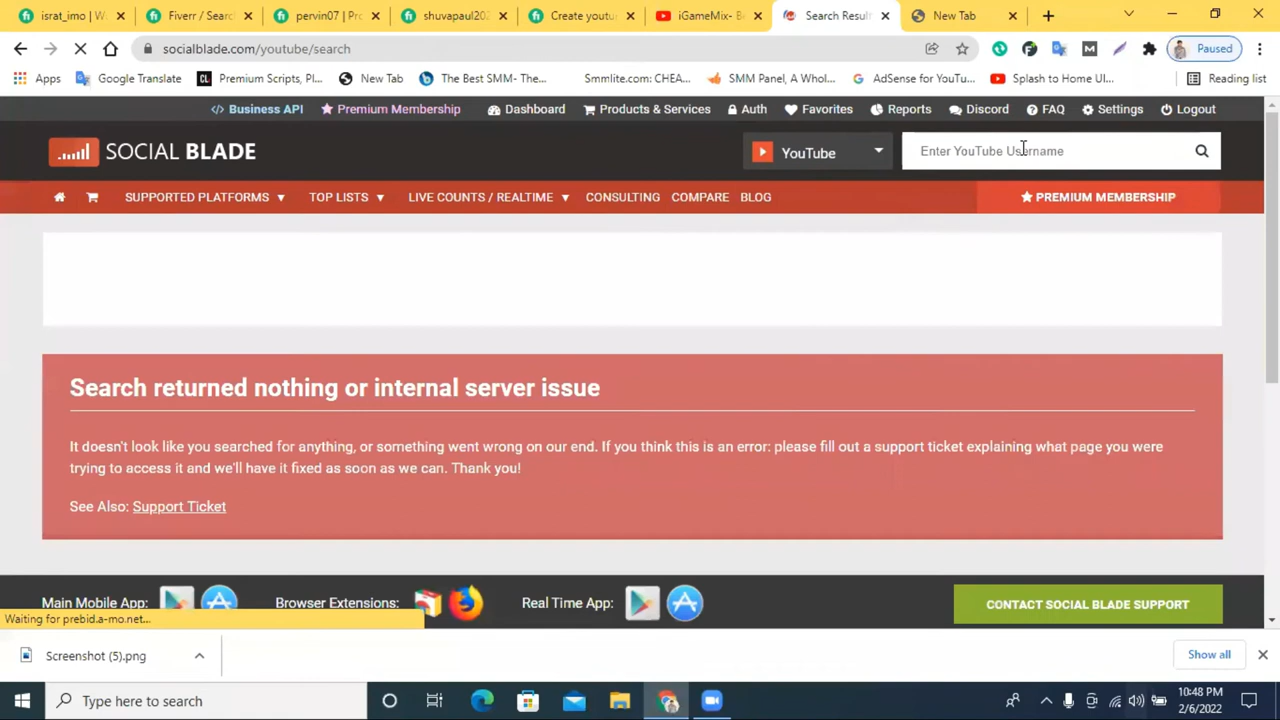 israt_imo | W
Fiverr / Searc
pervin07 | Pro
shuvapaul202
Create youtu
iGameMix- Be
Search Resul
New Tab
socialblade.com/youtube/search
Paused
Apps
Google Translate
CL
Premium Scripts, Pl...
New Tab
The Best SMM- The...
Smmlite.com: CHEA...
SMM Panel, A Whol...
AdSense for YouTu...
Splash to Home UI...
Reading list
</> Business API
Premium Membership
Dashboard
Products & Services
Auth
Favorites
Reports
Discord
FAQ
Settings
Logout
SOCIAL BLADE
YouTube
Enter YouTube Username
SUPPORTED PLATFORMS
TOP LISTS
LIVE COUNTS / REALTIME
CONSULTING
COMPARE
BLOG
PREMIUM MEMBERSHIP
Search returned nothing or internal server issue
It doesn't look like you searched for anything, or something went wrong on our end. If you think this is an error: please fill out a support ticket explaining what page you were
trying to access it and we'll have it fixed as soon as we can. Thank you!
See Also: Support Ticket
Main Mobile App:
Browser Extensions:
Real Time App:
CONTACT SOCIAL BLADE SUPPORT
Waiting for prebid.a-mo.net...
Screenshot (5).png
Show all
Type here to search
10:48 PM
2/6/2022